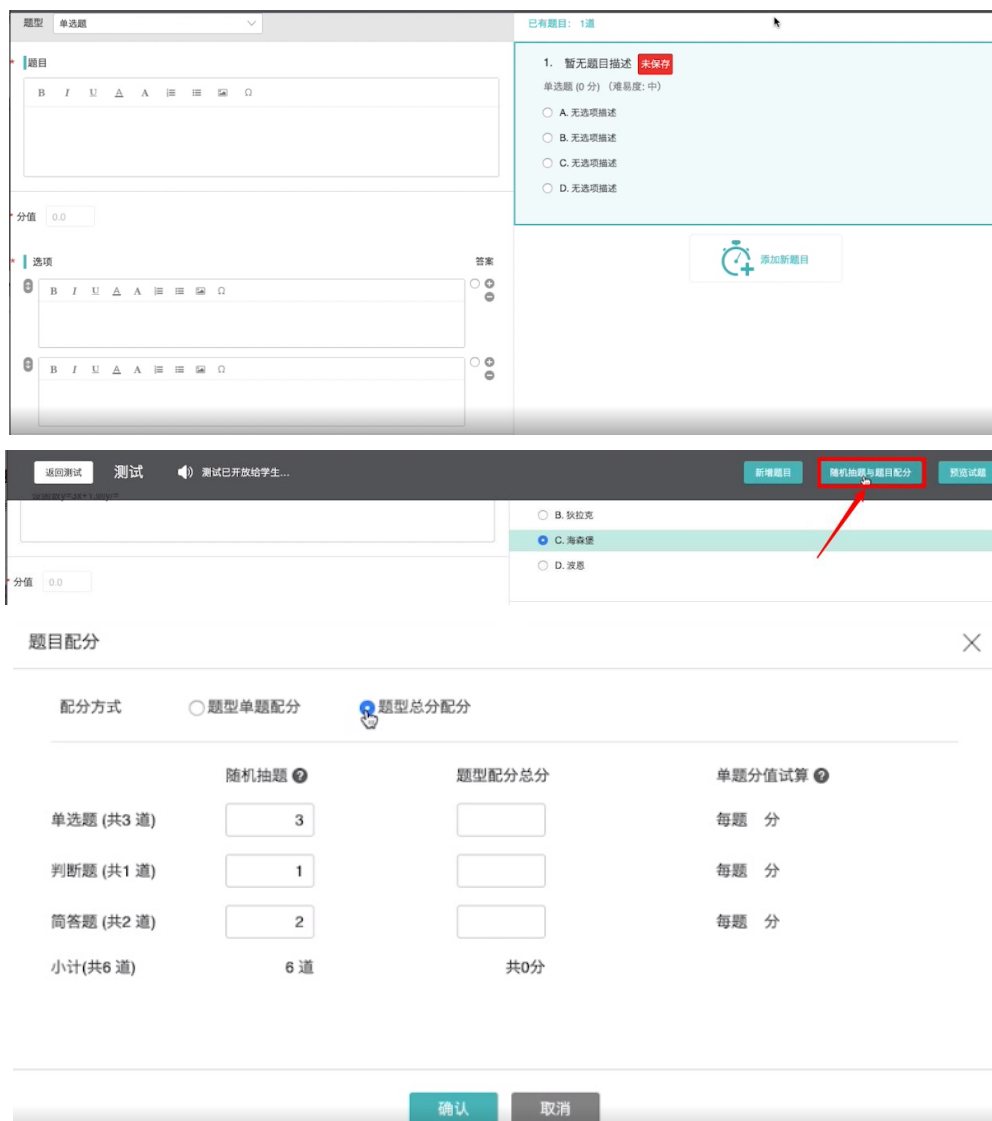 题型 单选题
已有题目: 1道
* 题目
B I U A A Ω
1. 暂无题目描述 未保存
单选题 (0 分) (难易度: 中)
A. 无选项描述
B. 无选项描述
C. 无选项描述
D. 无选项描述
* 分值 0.0
添加新题目
* 选项 答案
B I U A A Ω
B I U A A Ω
返回测试 测试 测试已开放给学生... 新增题目 随机抽题与题目配分 预览试题
B. 狄拉克
C. 海森堡
D. 波恩
* 分值 0.0
题目配分
配分方式 题型单题配分 题型总分配分
随机抽题 ? 题型配分总分 单题分值试算 ?
单选题 (共3 道) 3 每题 分
判断题 (共1 道) 1 每题 分
简答题 (共2 道) 2 每题 分
小计(共6 道) 6 道 共0分
确认 取消